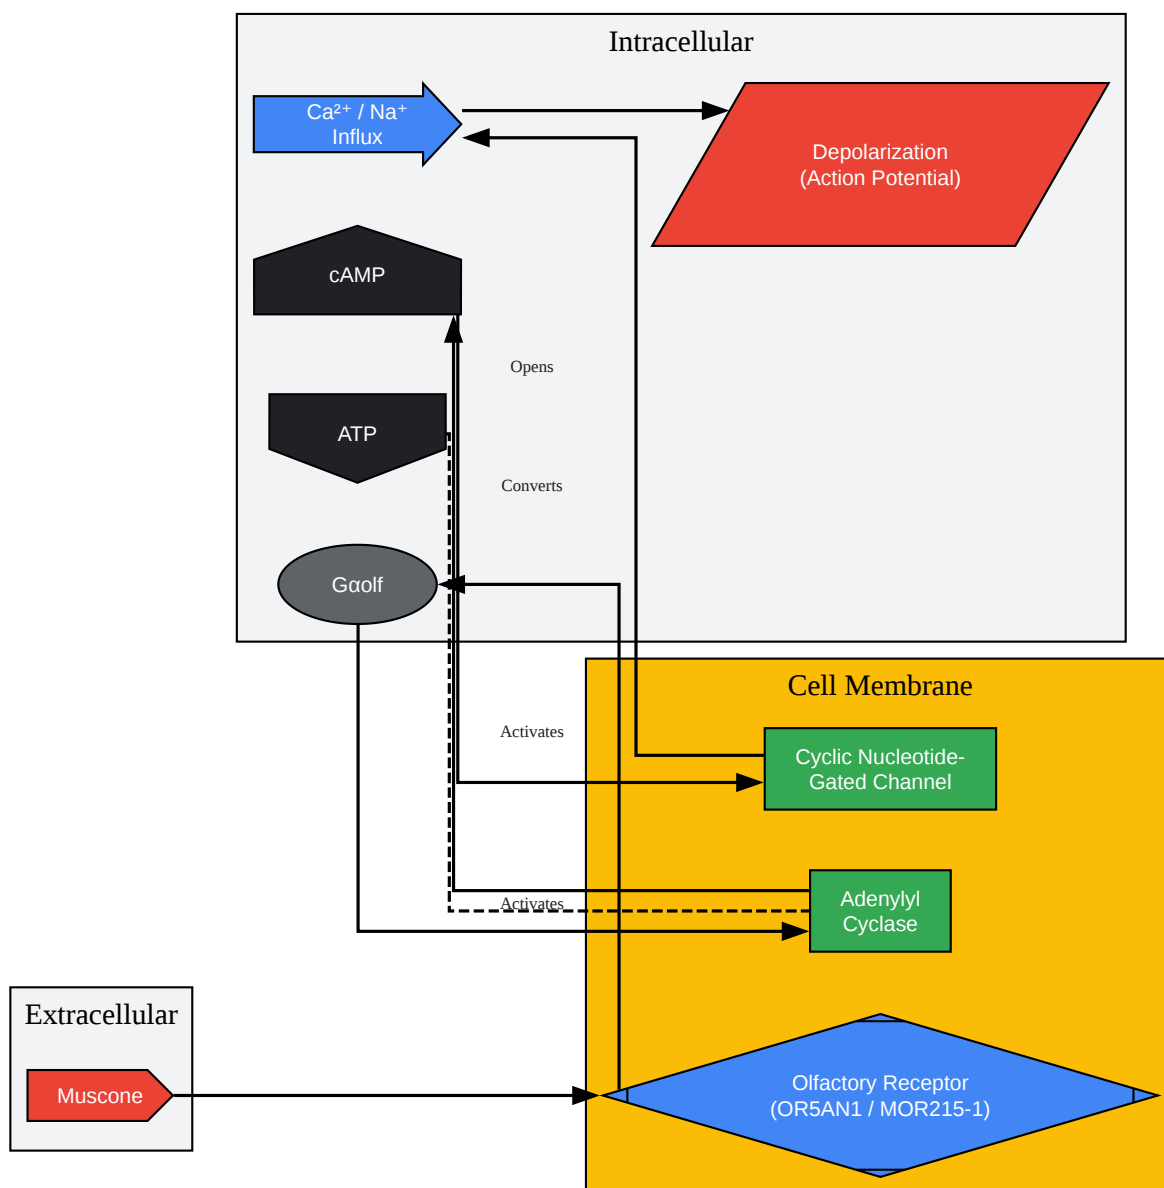 Intracellular
Ca²⁺ / Na⁺
Influx
Depolarization
(Action Potential)
cAMP
Opens
ATP
Converts
Gαolf
Cell Membrane
Activates
Cyclic Nucleotide-
Gated Channel
Adenylyl
Cyclase
Activates
Extracellular
Muscone
Olfactory Receptor
(OR5AN1 / MOR215-1)